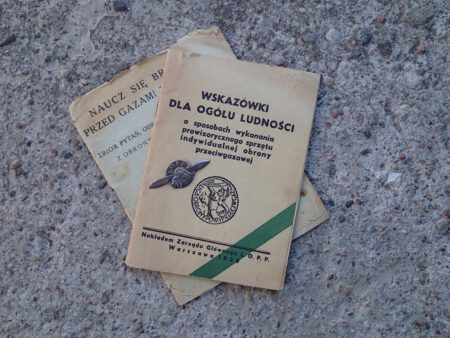 WSKAZÓWKI
DLA OGÓŁU LUDNOŚCI
o sposobach wykonania
prowizorycznego sprzętu
indywidualnej obrony
przeciwgazowej
Nakładem Zarządu Głównego L. O. P. P.
Warszawa
NAUCZ SIĘ
PRZED GAZAMI
ZBIÓR PYTAŃ,
Z OBRONY